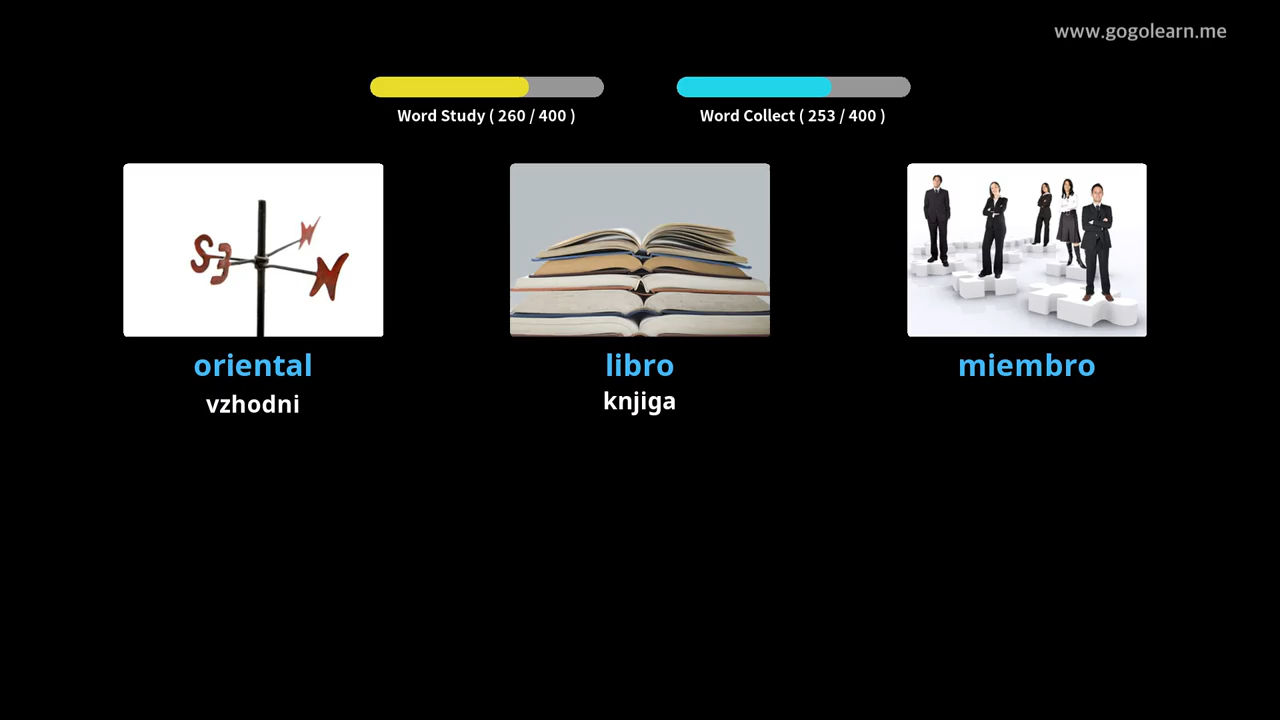 www.gogolearn.me
Word Study ( 260 / 400 )
Word Collect ( 253 / 400 )
S
E
N
W
oriental
libro
miembro
vzhodni
knjiga